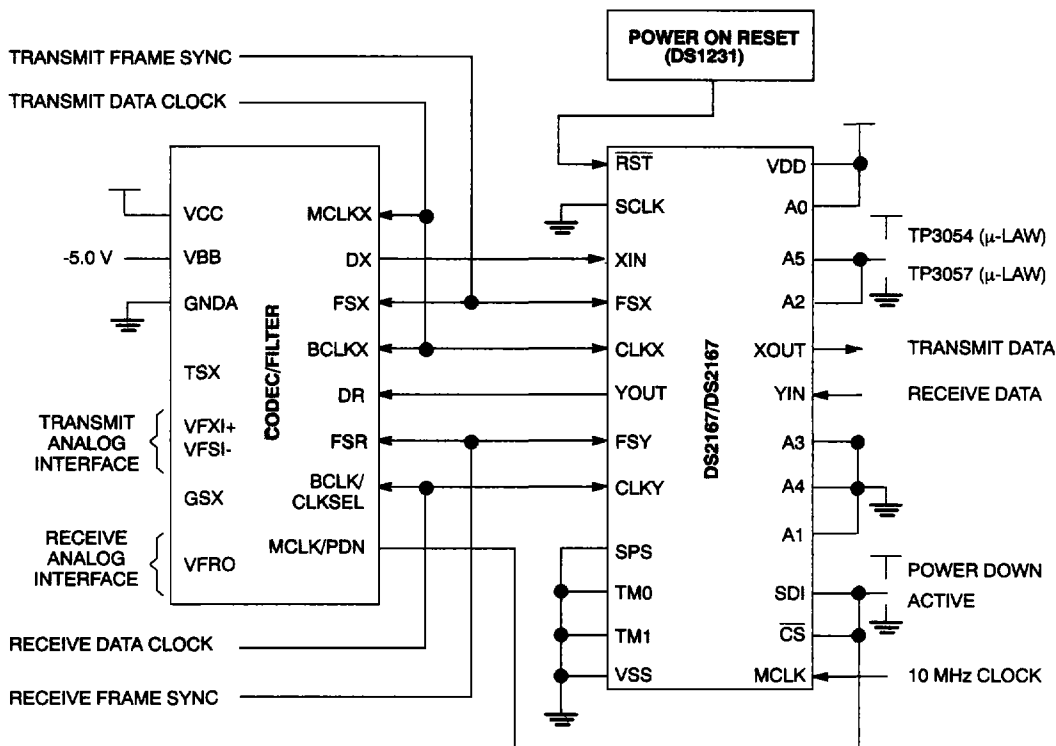 POWER ON RESET
(DS1231)
TRANSMIT FRAME SYNC
TRANSMIT DATA CLOCK
VCC
-5.0 V
VBB
GNDA
TSX
TRANSMIT
ANALOG
INTERFACE
VFXI+
VFSI-
GSX
RECEIVE
ANALOG
INTERFACE
VFRO
CODEC/FILTER
MCLKX
DX
FSX
BCLKX
DR
FSR
BCLK/
CLKSEL
MCLK/PDN
RECEIVE DATA CLOCK
RECEIVE FRAME SYNC
RST
SCLK
XIN
FSX
CLKX
YOUT
FSY
CLKY
SPS
TM0
TM1
VSS
DS2167/DS2167
VDD
A0
A5
A2
XOUT
YIN
A3
A4
A1
SDI
CS
MCLK
TP3054 (μ-LAW)
TP3057 (μ-LAW)
TRANSMIT DATA
RECEIVE DATA
POWER DOWN
ACTIVE
10 MHz CLOCK